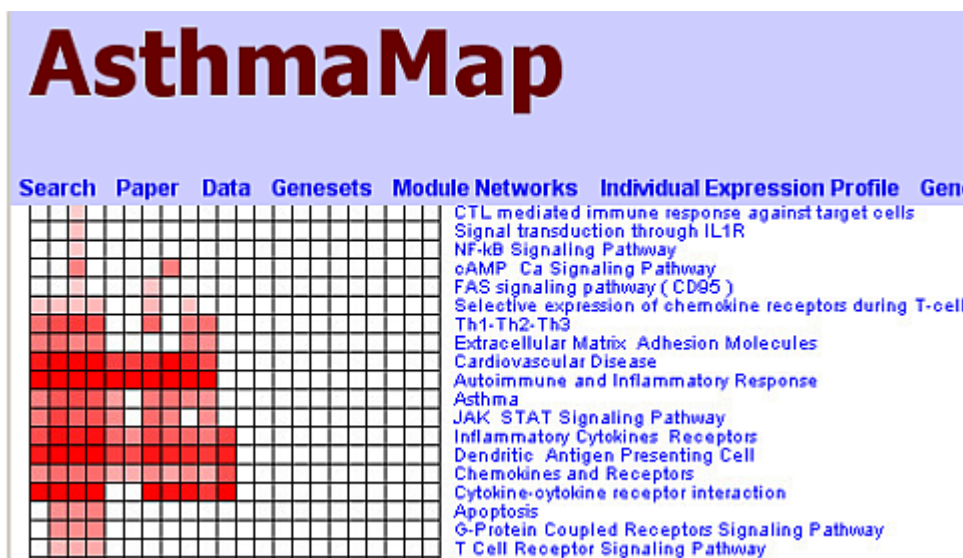 AsthmaMap
Search Paper Data Genesets Module Networks Individual Expression Profile Gen
CTL mediated immune response against target cells
Signal transduction through IL1R
NF-kB Signaling Pathway
cAMP Ca Signaling Pathway
FAS signaling pathway ( CD95 )
Selective expression of chemokine receptors during T-cell
Th1-Th2-Th3
Extracellular Matrix Adhesion Molecules
Cardiovascular Disease
Autoimmune and Inflammatory Response
Asthma
JAK STAT Signaling Pathway
Inflammatory Cytokines Receptors
Dendritic Antigen Presenting Cell
Chemokines and Receptors
Cytokine-cytokine receptor interaction
Apoptosis
G-Protein Coupled Receptors Signaling Pathway
T Cell Receptor Signaling Pathway